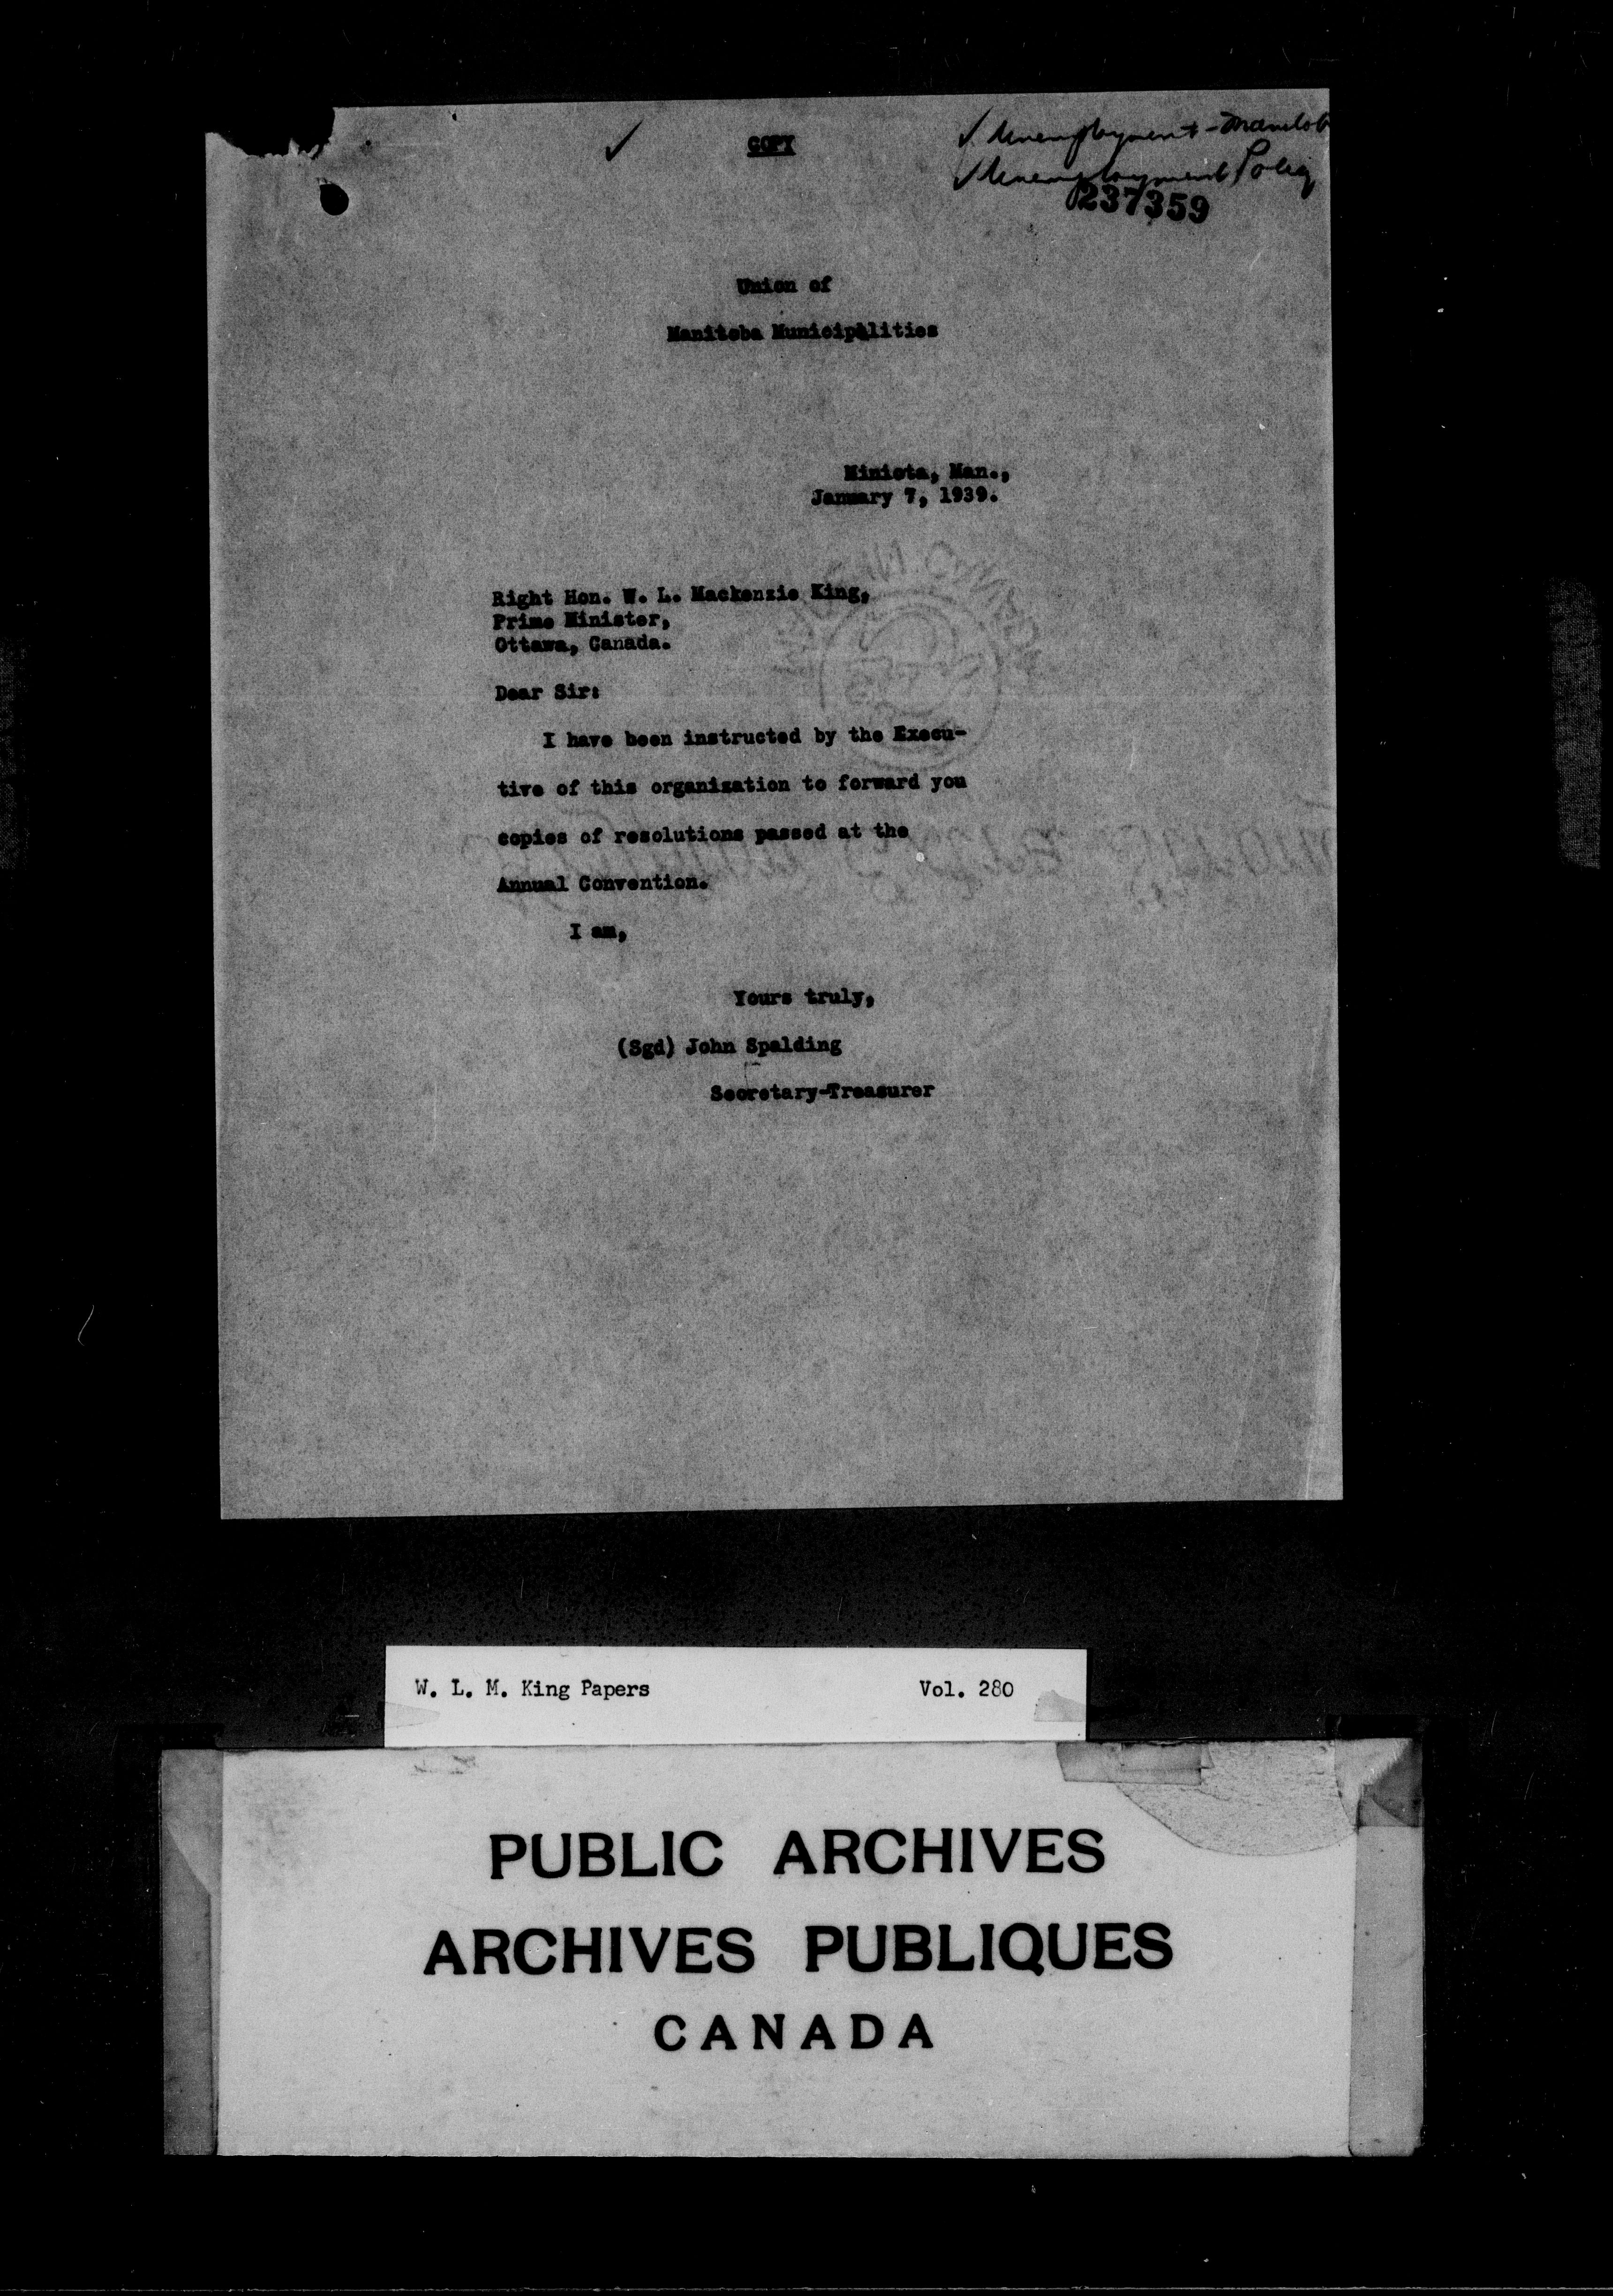 COPY
✓ Unemployment - Manitob
✓ Unemployment Policy
237359
Union of
Manitoba Municipalities
Miniota, Man.,
January 7, 1939.
Right Hon. W. L. Mackenzie King,
Prime Minister,
Ottawa, Canada.
Dear Sir:
I have been instructed by the Execu-
tive of this organization to forward you
copies of resolutions passed at the
Annual Convention.
I am,
Yours truly,
(Sgd) John Spalding
Secretary-Treasurer
W. L. M. King Papers Vol. 280
PUBLIC ARCHIVES
ARCHIVES PUBLIQUES
CANADA